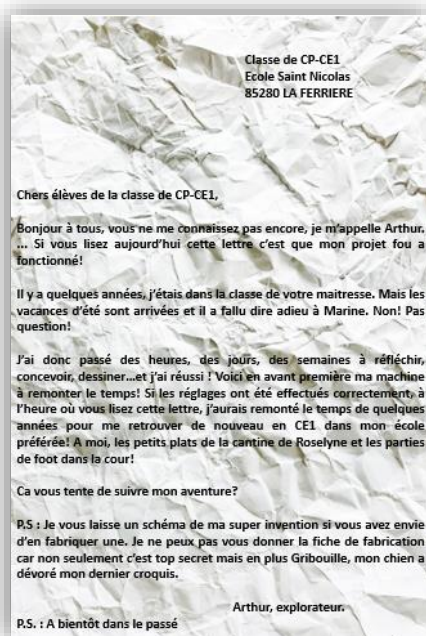 Classe de CP-CE1
Ecole Saint Nicolas
85280 LA FERRIERE
Chers élèves de la classe de CP-CE1,
Bonjour à tous, vous ne me connaissez pas encore, je m'appelle Arthur.
... Si vous lisez aujourd'hui cette lettre c'est que mon projet fou a
fonctionné!
Il y a quelques années, j'étais dans la classe de votre maitresse. Mais les
vacances d'été sont arrivées et il a fallu dire adieu à Marine. Non! Pas
question!
J'ai donc passé des heures, des jours, des semaines à réfléchir,
concevoir, dessiner...et j'ai réussi ! Voici en avant première ma machine
à remonter le temps! Si les réglages ont été effectués correctement, à
l'heure où vous lisez cette lettre, j'aurais remonté le temps de quelques
années pour me retrouver de nouveau en CE1 dans mon école
préférée! A moi, les petits plats de la cantine de Roselyne et les parties
de foot dans la cour!
Ca vous tente de suivre mon aventure?
P.S : Je vous laisse un schéma de ma super invention si vous avez envie
d'en fabriquer une. Je ne peux pas vous donner la fiche de fabrication
car non seulement c'est top secret mais en plus Gribouille, mon chien a
dévoré mon dernier croquis.
Arthur, explorateur.
P.S. : A bientôt dans le passé